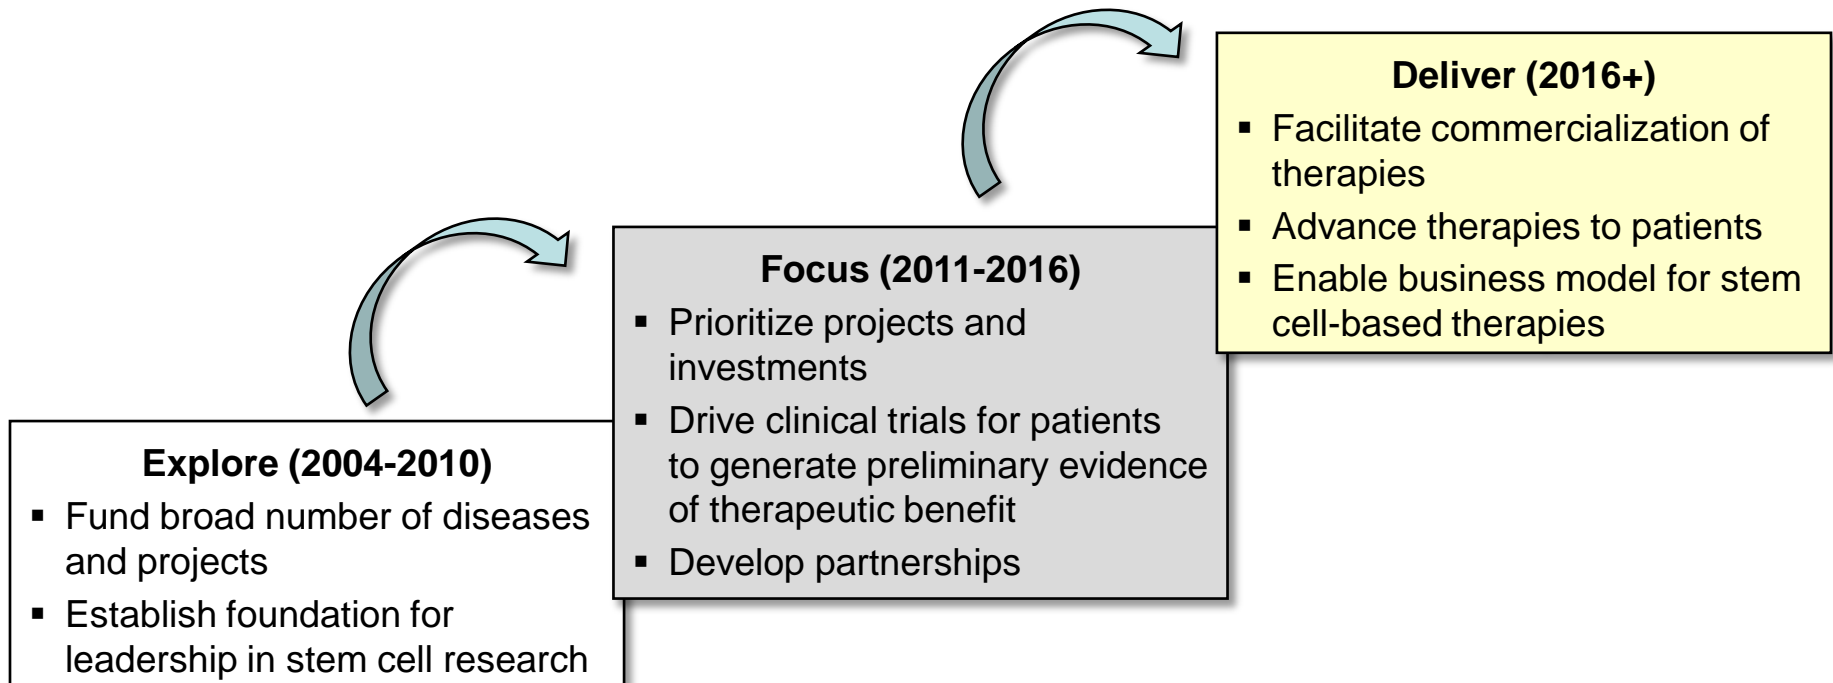 Deliver (2016+)
▪ Facilitate commercialization of
therapies
▪ Advance therapies to patients
▪ Enable business model for stem
cell-based therapies
Focus (2011-2016)
▪ Prioritize projects and
investments
▪ Drive clinical trials for patients
to generate preliminary evidence
of therapeutic benefit
▪ Develop partnerships
Explore (2004-2010)
▪ Fund broad number of diseases
and projects
▪ Establish foundation for
leadership in stem cell research